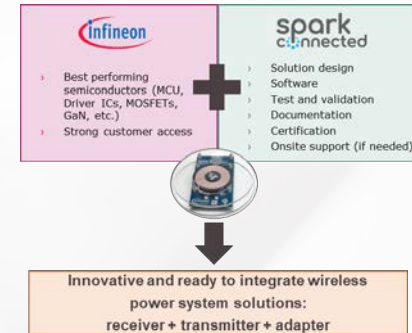 infineon
› Best performing
semiconductors (MCU,
Driver ICs, MOSFETs,
GaN, etc.)
› Strong customer access
spark
connected
› Solution design
› Software
› Test and validation
› Documentation
› Certification
› Onsite support (if needed)
Innovative and ready to integrate wireless
power system solutions:
receiver + transmitter + adapter